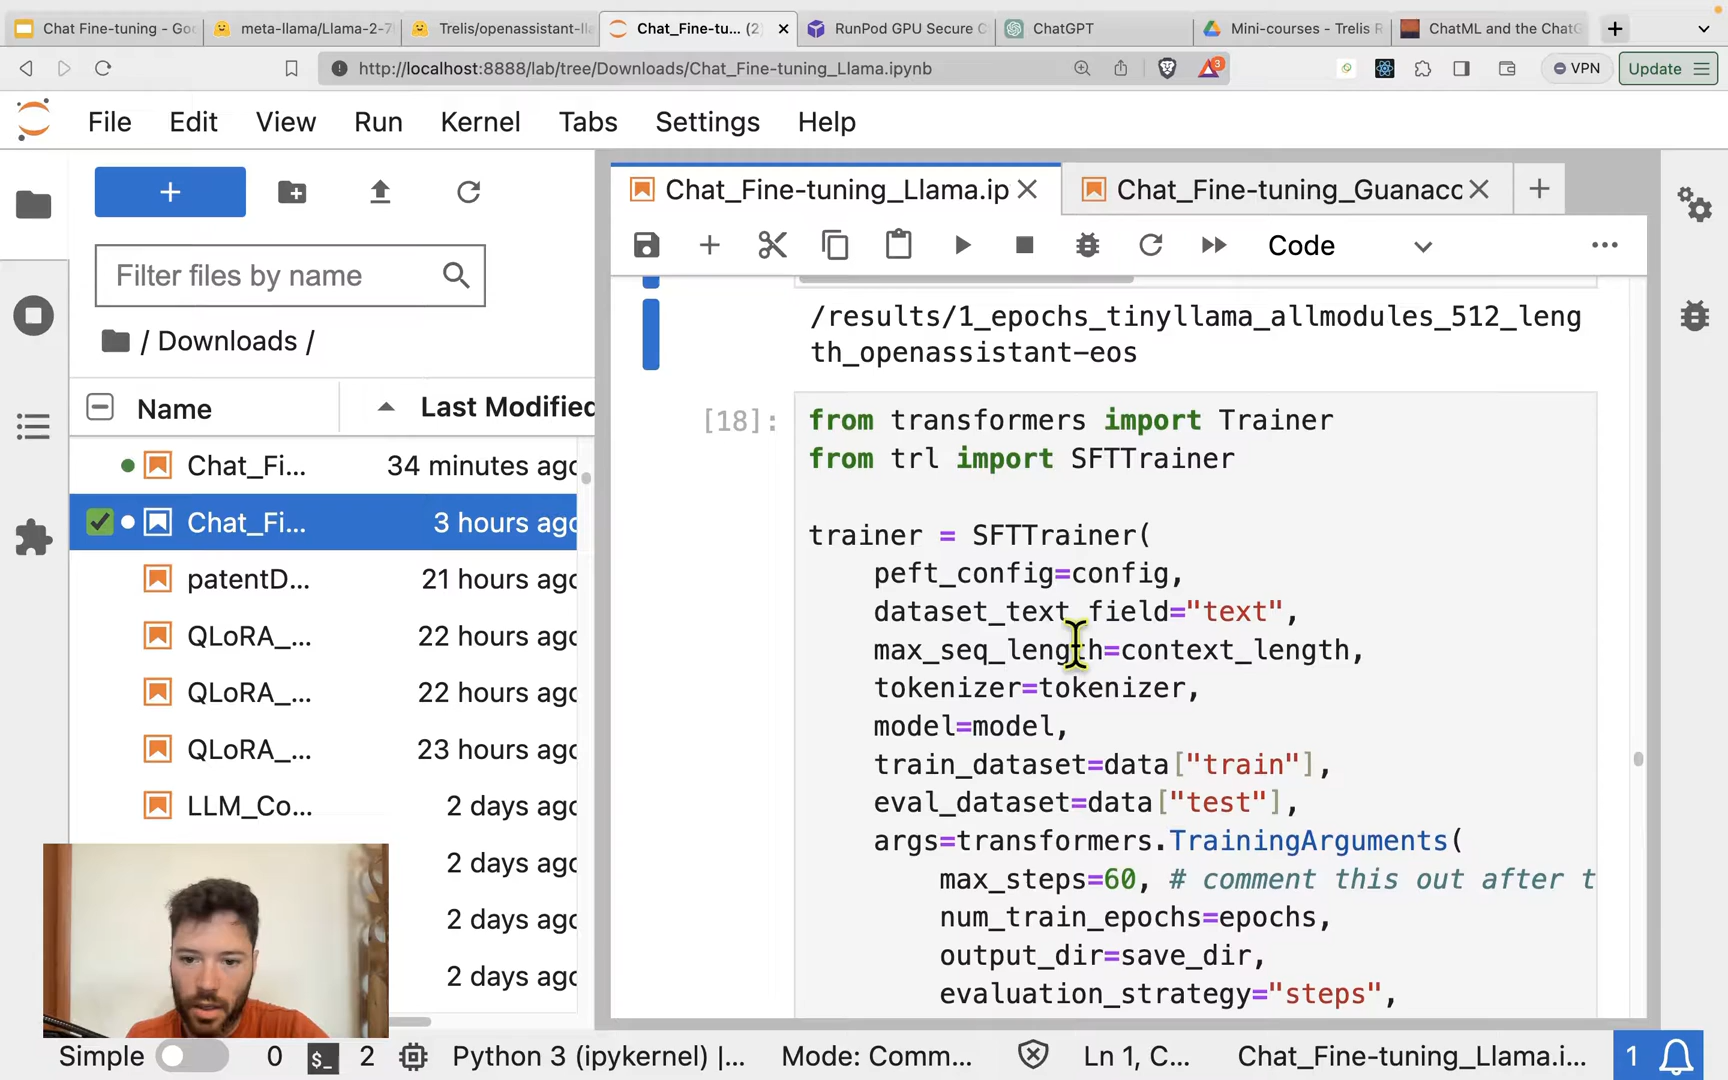 Chat Fine-tuning - Goo
meta-llama/Llama-2-7
Trelis/openassistant-lla
Chat_Fine-tu... (2)
RunPod GPU Secure C
ChatGPT
Mini-courses - Trelis R
ChatML and the ChatG
http://localhost:8888/lab/tree/Downloads/Chat_Fine-tuning_Llama.ipynb
3
VPN
Update
File Edit View Run Kernel Tabs Settings Help
+
Filter files by name
/ Downloads /
Name
Last Modified
Chat_Fi... 34 minutes ago
Chat_Fi... 3 hours ago
patentD... 21 hours ago
QLoRA_... 22 hours ago
QLoRA_... 22 hours ago
QLoRA_... 23 hours ago
LLM_Co... 2 days ago
2 days ago
2 days ago
2 days ago
Chat_Fine-tuning_Llama.ip
Chat_Fine-tuning_Guanaco
Code
/results/1_epochs_tinyllama_allmodules_512_leng
th_openassistant-eos
[18]:
from transformers import Trainer
from trl import SFTTrainer
trainer = SFTTrainer(
peft_config=config,
dataset_text_field="text",
max_seq_length=context_length,
tokenizer=tokenizer,
model=model,
train_dataset=data["train"],
eval_dataset=data["test"],
args=transformers.TrainingArguments(
max_steps=60, # comment this out after t
num_train_epochs=epochs,
output_dir=save_dir,
evaluation_strategy="steps",
Simple 0 $_ 2 Python 3 (ipykernel) |... Mode: Comm... Ln 1, C... Chat_Fine-tuning_Llama.i... 1